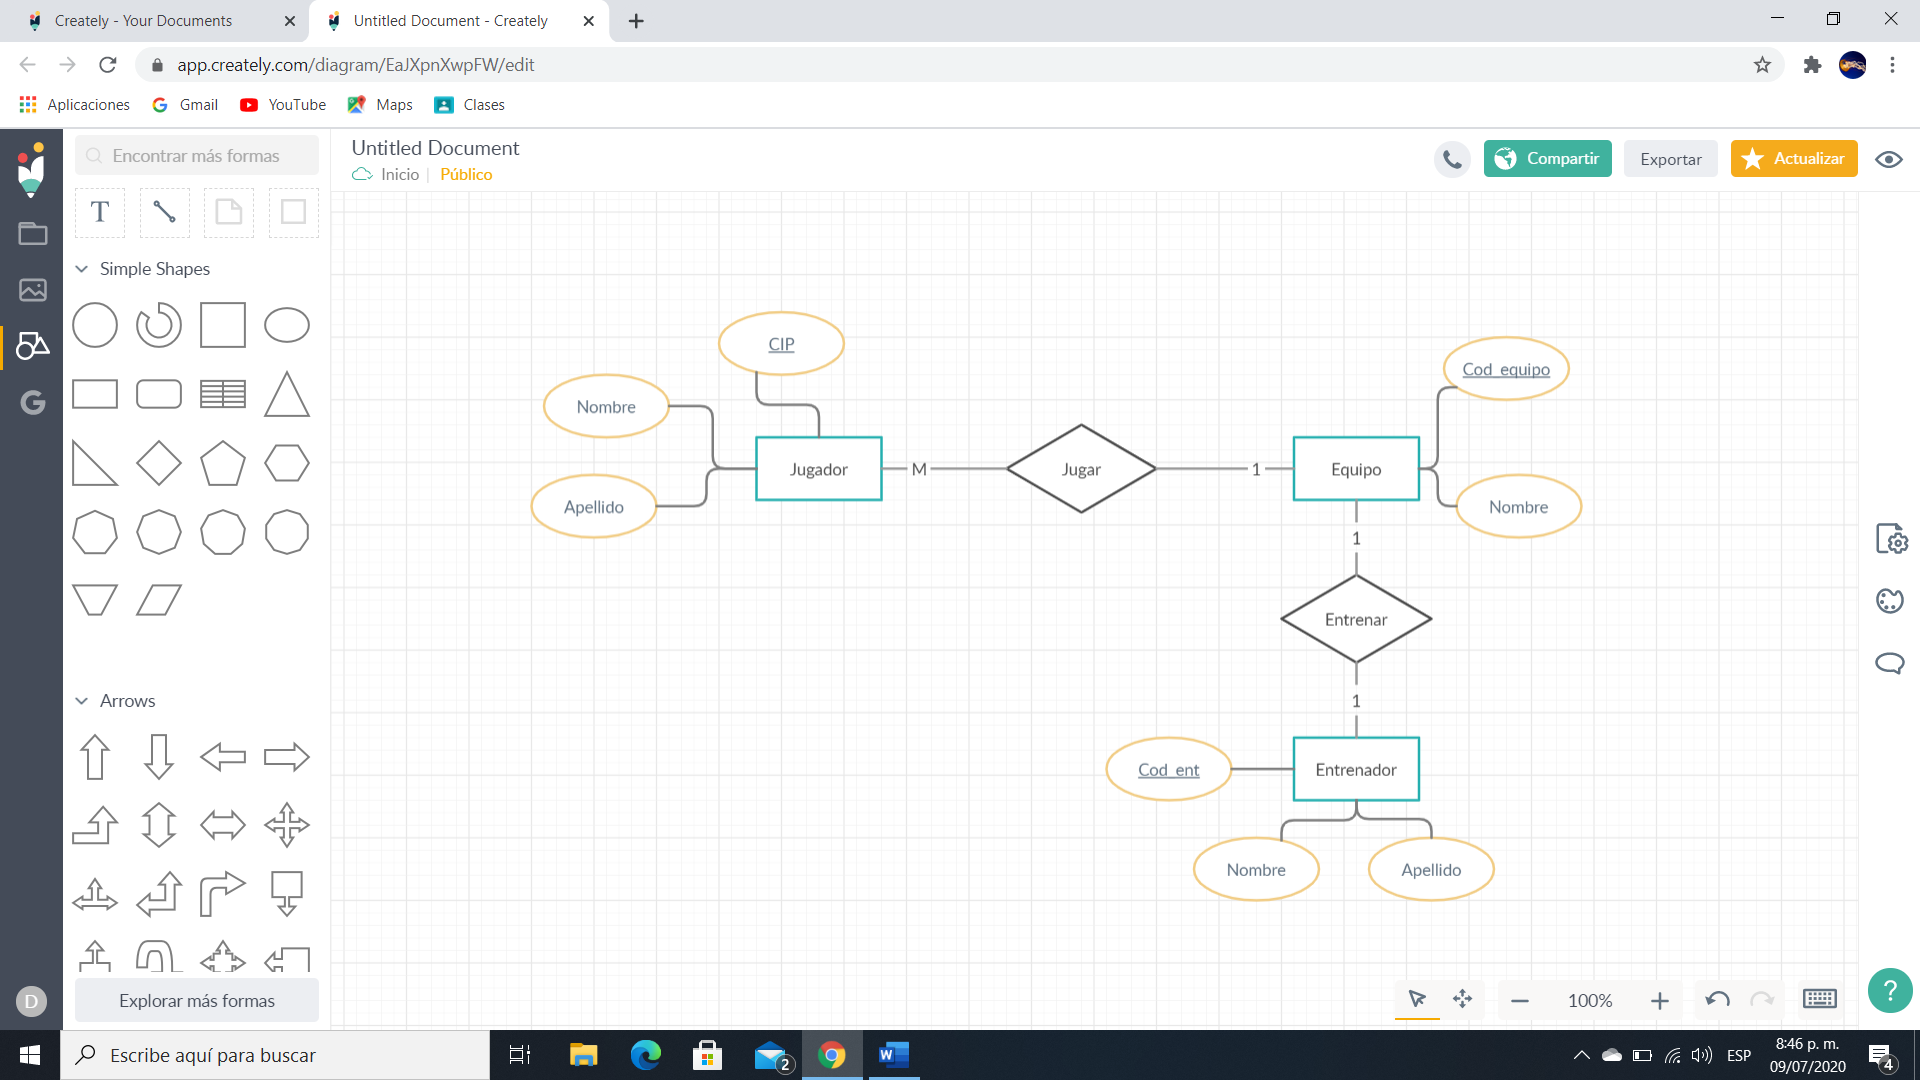 Creately - Your Documents
Untitled Document - Creately
app.creately.com/diagram/EaJXpnXwpFW/edit
Aplicaciones
Gmail
YouTube
Maps
Clases
Encontrar más formas
T
Simple Shapes
Arrows
Explorar más formas
G
D
Untitled Document
Inicio | Público
Compartir
Exportar
Actualizar
CIP
Nombre
Apellido
Jugador
M
Jugar
1
Equipo
Cod_equipo
Nombre
1
Entrenar
1
Entrenador
Cod_ent
Nombre
Apellido
100%
?
Escribe aquí para buscar
2
W
ESP
8:46 p. m.
09/07/2020
4